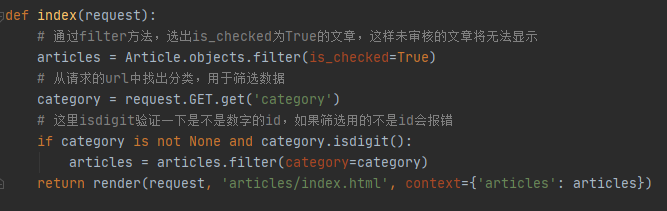 def index(request):
    # 通过filter方法，选出is_checked为True的文章，这样未审核的文章将无法显示
    articles = Article.objects.filter(is_checked=True)
    # 从请求的url中找出分类，用于筛选数据
    category = request.GET.get('category')
    # 这里isdigit验证一下是不是数字的id，如果筛选用的不是id会报错
    if category is not None and category.isdigit():
        articles = articles.filter(category=category)
    return render(request, 'articles/index.html', context={'articles': articles})